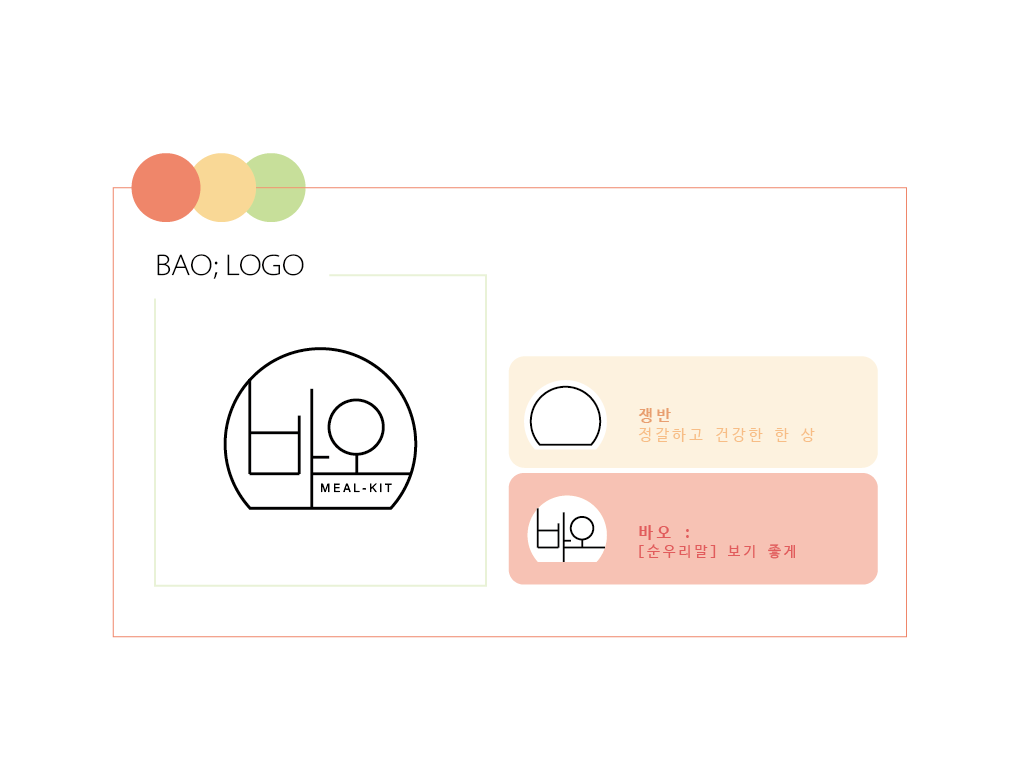 BAO; LOGO
바오
MEAL-KIT
쟁반
정갈하고 건강한 한 상
바오
바오 :
[순우리말] 보기 좋게